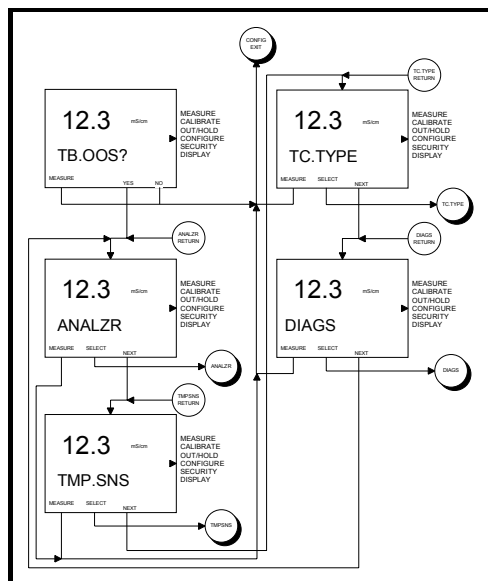 CONFIG
EXIT
TC.TYPE
RETURN
12.3 mS/cm
TB.OOS?
MEASURE YES NO
MEASURE
CALIBRATE
OUT/HOLD
CONFIGURE
SECURITY
DISPLAY
12.3 mS/cm
TC.TYPE
MEASURE SELECT NEXT
MEASURE
CALIBRATE
OUT/HOLD
CONFIGURE
SECURITY
DISPLAY
TC.TYPE
ANALZR
RETURN
DIAGS
RETURN
12.3 mS/cm
ANALZR
MEASURE SELECT NEXT
MEASURE
CALIBRATE
OUT/HOLD
CONFIGURE
SECURITY
DISPLAY
ANALZR
12.3 mS/cm
DIAGS
MEASURE SELECT NEXT
MEASURE
CALIBRATE
OUT/HOLD
CONFIGURE
SECURITY
DISPLAY
DIAGS
TMPSNS
RETURN
12.3 mS/cm
TMP.SNS
MEASURE SELECT NEXT
MEASURE
CALIBRATE
OUT/HOLD
CONFIGURE
SECURITY
DISPLAY
TMPSNS